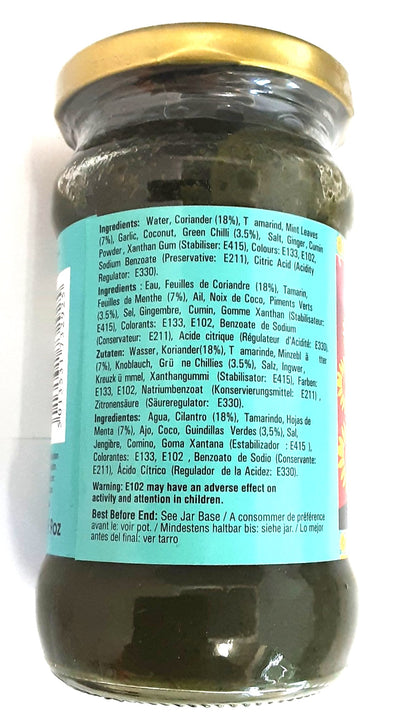 Ingredients: Water, Coriander (18%), T amarind, Mint Leaves
(7%), Garlic, Coconut, Green Chilli (3.5%), Salt, Ginger, Cumin
Powder, Xanthan Gum (Stabiliser: E415), Colours: E133, E102,
Sodium Benzoate (Preservative: E211), Citric Acid (Acidity
Regulator: E330).
Ingredients : Eau, Feuilles de Coriandre (18%), Tamarin,
Feuilles de Menthe (7%), Ail, Noix de Coco, Piments Verts
(3.5%), Sel, Gingembre, Cumin, Gomme Xanthan (Stabilisateur:
E415), Colorants: E133, E102, Benzoate de Sodium
(Conservateur: E211), Acide citrique (Régulateur d'Acidité: E330).
Zutaten: Wasser, Koriander(18%), T amarinde, Minzebl ä tter
(7%), Knoblauch, Grü ne Chillies (3.5%), Salz, Ingwer,
Kreuzk ü mmel, Xanthangummi (Stabilisator: E415), Farben:
E133, E102, Natriumbenzoat (Konservierungsmittel: E211) ,
Zitronensäure (Säureregulator: E330).
Ingredientes: Agua, Cilantro (18%), Tamarindo, Hojas de
Menta (7%), Ajo, Coco, Guindillas Verdes (3,5%), Sal,
Jengibre, Comino, Goma Xantana (Estabilizador : E415 ),
Colorantes: E133, E102 , Benzoato de Sodio (Conservante:
E211), Ácido Cítrico (Regulador de la Acidez: E330).
Warning: E102 may have an adverse effect on
activity and attention in children.
Best Before End: See Jar Base / A consommer de préférence
avant le: voir pot. / Mindestens haltbar bis: siehe jar. / Lo mejor
antes del final: ver tarro
oz